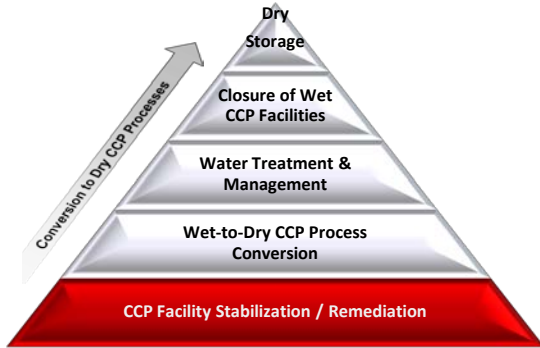 Dry
Storage
Closure of Wet
CCP Facilities
Water Treatment &
Management
Wet-to-Dry CCP Process
Conversion
CCP Facility Stabilization / Remediation
Conversion to Dry CCP Processes